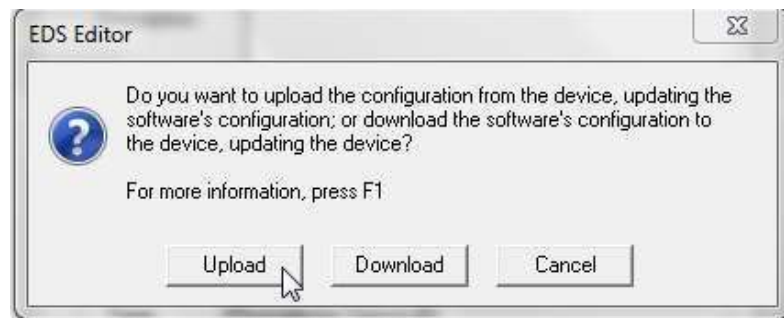 EDS Editor
Do you want to upload the configuration from the device, updating the
software's configuration; or download the software's configuration to
the device, updating the device?
For more information, press F1
Upload
Download
Cancel